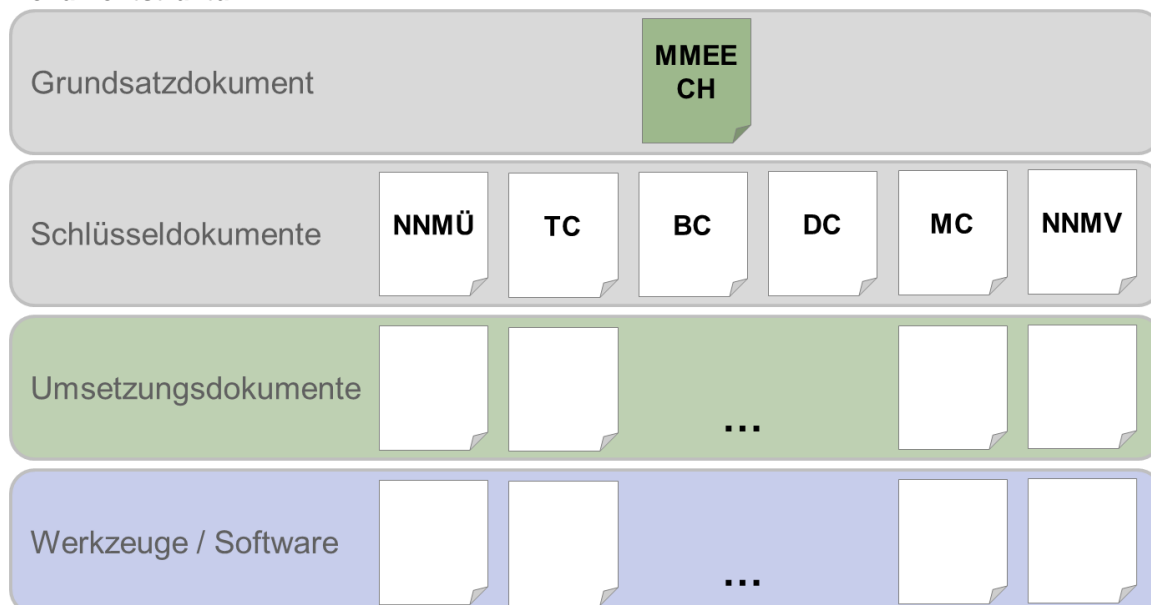 Grundsatzdokument
MMEE
CH
Schlüsseldokumente
NNMÜ
TC
BC
DC
MC
NNMV
Umsetzungsdokumente
...
Werkzeuge / Software
...